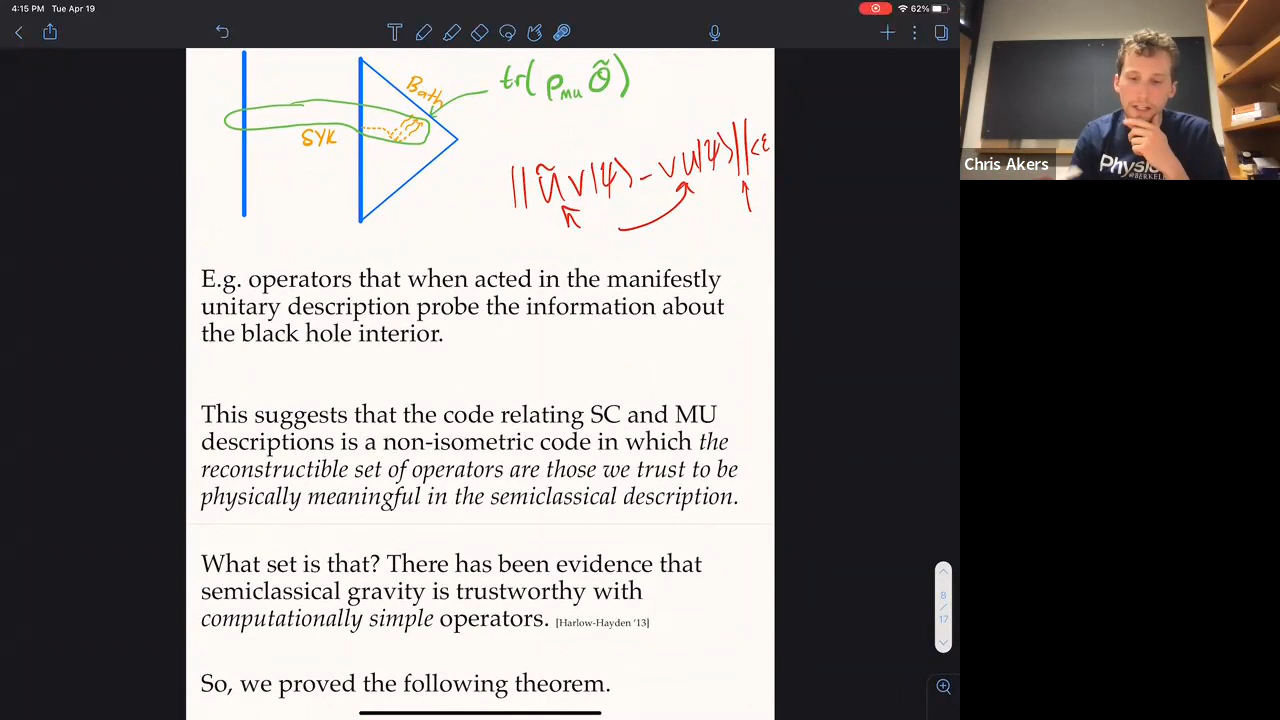 4:15 PM Tue Apr 19
62%
Bath
tr( ρ_MU Õ )
SYK
||Ũ V|ψ⟩ - V U|ψ⟩|| < ε
Chris Akers
Physics
@BERKEL
E.g. operators that when acted in the manifestly
unitary description probe the information about
the black hole interior.
This suggests that the code relating SC and MU
descriptions is a non-isometric code in which the
reconstructible set of operators are those we trust to be
physically meaningful in the semiclassical description.
What set is that? There has been evidence that
semiclassical gravity is trustworthy with
computationally simple operators. [Harlow-Hayden '13]
8
/
17
So, we proved the following theorem.